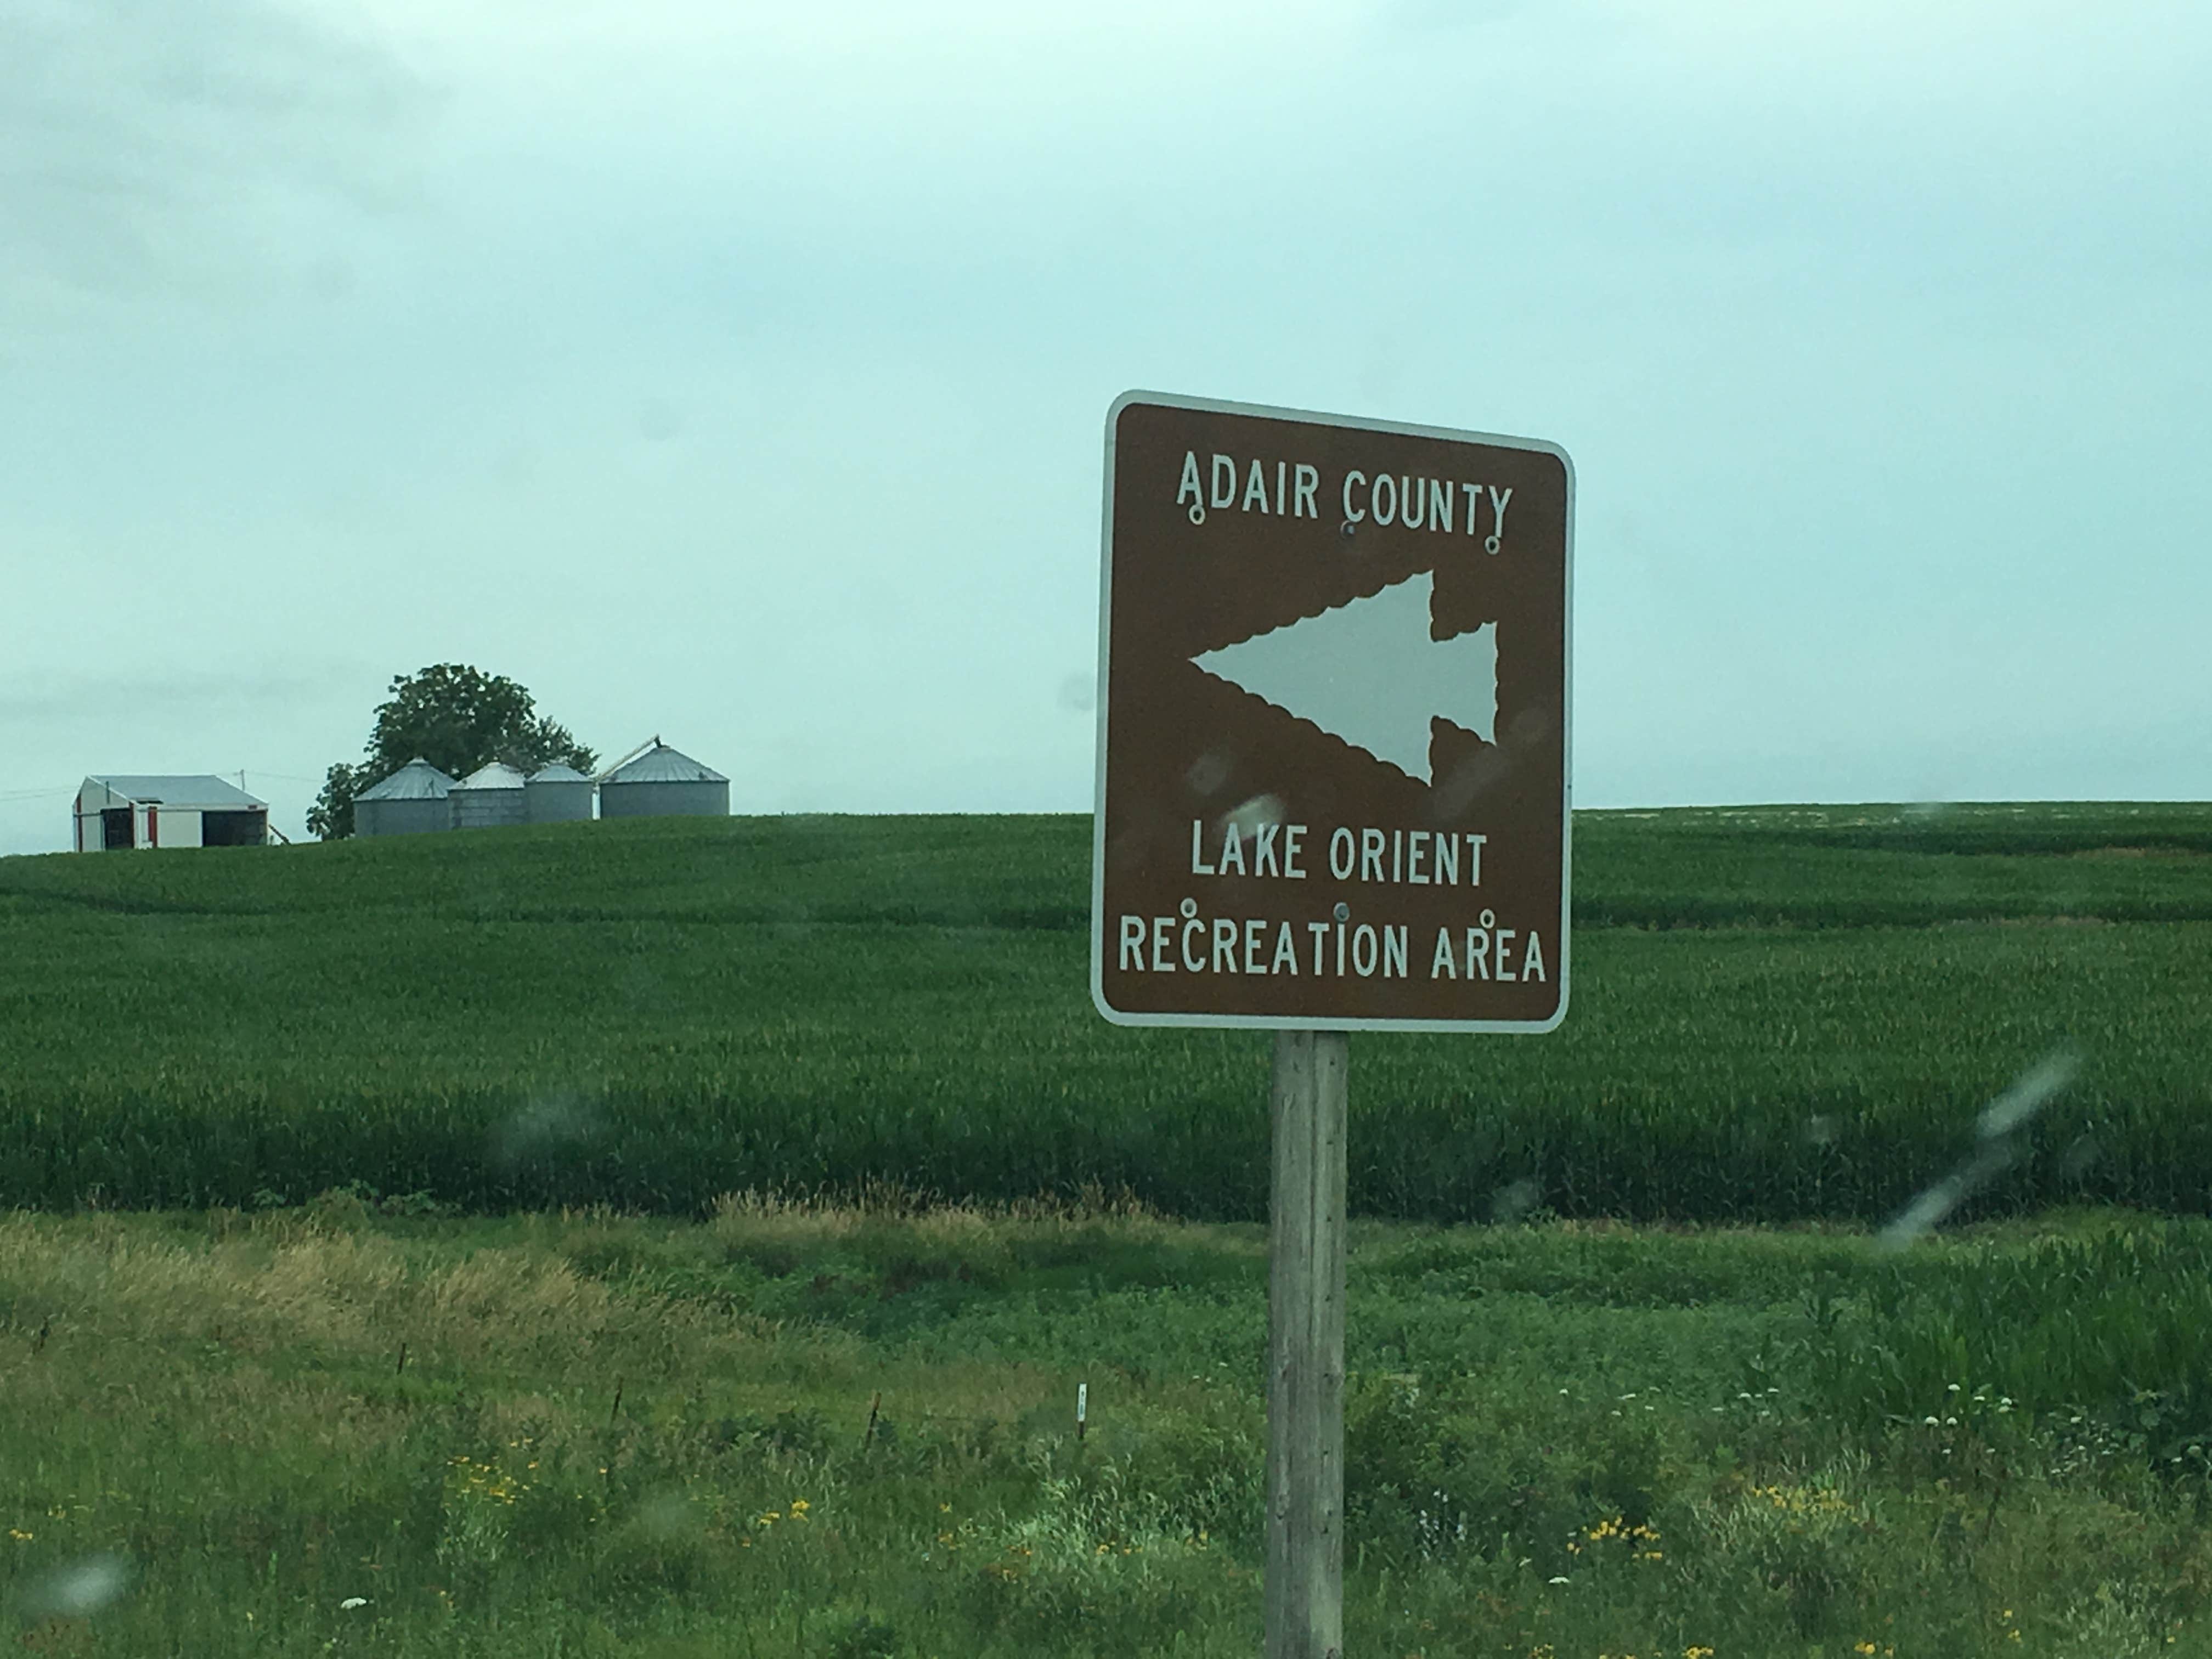 ADAIR COUNTY
LAKE ORIENT
RECREATION AREA